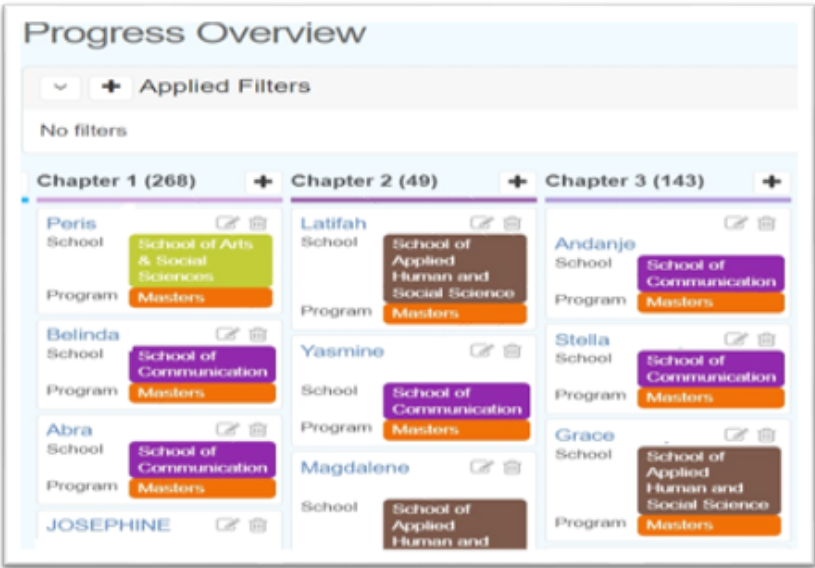 Progress Overview
Applied Filters
No filters
Chapter 1 (268)
Peris
School
School of Arts
& Social
Sciences
Program
Masters
Belinda
School
School of
Communication
Program
Masters
Abra
School
School of
Communication
Program
Masters
JOSEPHINE
Chapter 2 (49)
Latifah
School
School of
Applied
Human and
Social Science
Program
Masters
Yasmine
School
School of
Communication
Program
Masters
Magdalene
School
School of
Applied
Human and
Chapter 3 (143)
Andanje
School
School of
Communication
Program
Masters
Stella
School
School of
Communication
Program
Masters
Grace
School
School of
Applied
Human and
Social Science
Program
Masters